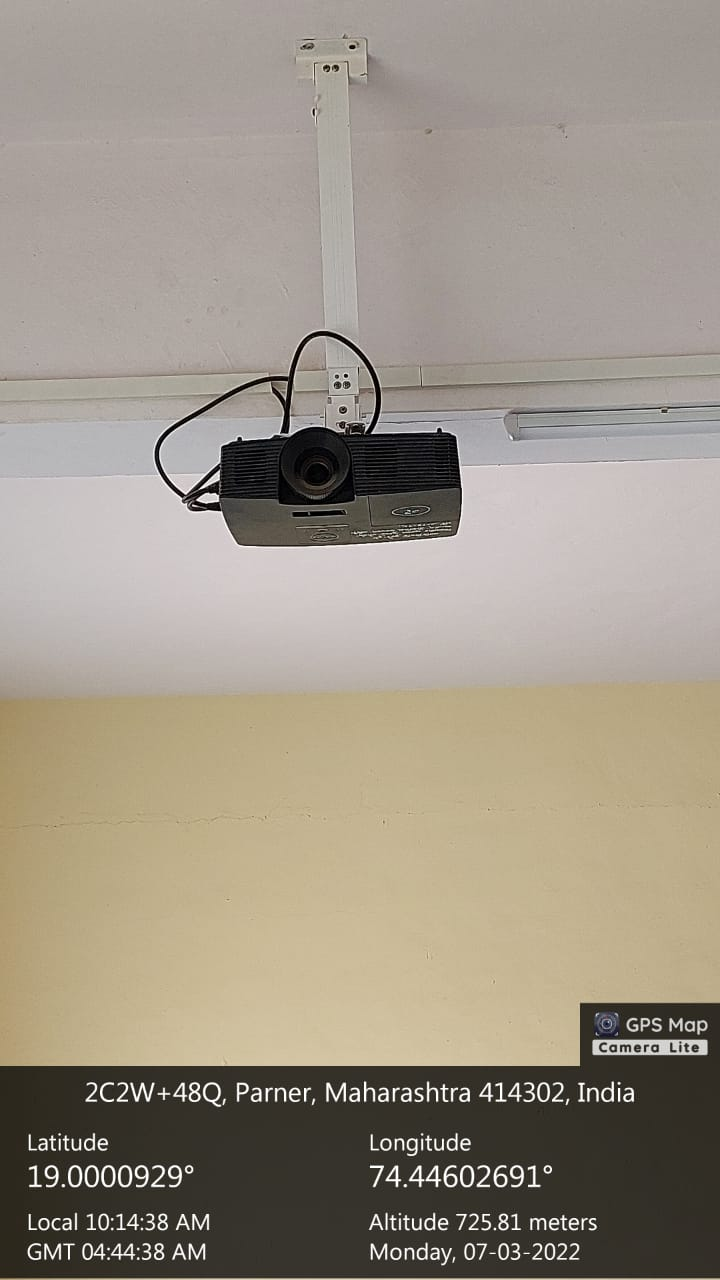 GPS Map
Camera Lite
2C2W+48Q, Parner, Maharashtra 414302, India
Latitude
19.0000929°
Longitude
74.44602691°
Local 10:14:38 AM
GMT 04:44:38 AM
Altitude 725.81 meters
Monday, 07-03-2022